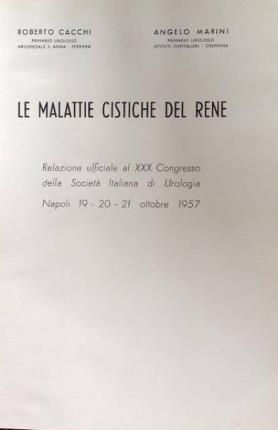 ROBERTO CACCHI
PRIMARIO UROLOGO
ARCISPEDALE S. ANNA - FERRARA
ANGELO MARINI
PRIMARIO UROLOGO
ISTITUTI OSPITALIERI - CREMONA
LE MALATTIE CISTICHE DEL RENE
Relazione ufficiale al XXX Congresso
della Società Italiana di Urologia
Napoli 19 - 20 - 21 ottobre 1957